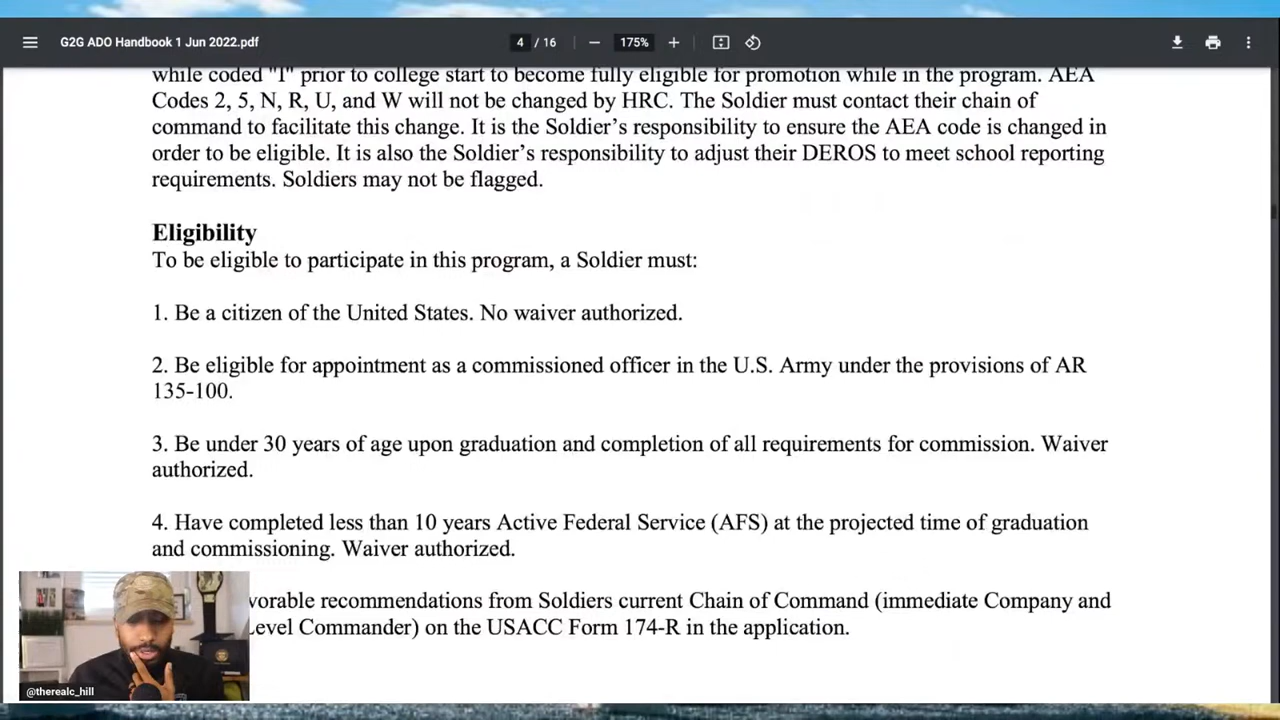 G2G ADO Handbook 1 Jun 2022.pdf
4 / 16
175%
while coded "I" prior to college start to become fully eligible for promotion while in the program. AEA
Codes 2, 5, N, R, U, and W will not be changed by HRC. The Soldier must contact their chain of
command to facilitate this change. It is the Soldier’s responsibility to ensure the AEA code is changed in
order to be eligible. It is also the Soldier’s responsibility to adjust their DEROS to meet school reporting
requirements. Soldiers may not be flagged.
Eligibility
To be eligible to participate in this program, a Soldier must:
1. Be a citizen of the United States. No waiver authorized.
2. Be eligible for appointment as a commissioned officer in the U.S. Army under the provisions of AR
135-100.
3. Be under 30 years of age upon graduation and completion of all requirements for commission. Waiver
authorized.
4. Have completed less than 10 years Active Federal Service (AFS) at the projected time of graduation
and commissioning. Waiver authorized.
vorable recommendations from Soldiers current Chain of Command (immediate Company and
Level Commander) on the USACC Form 174-R in the application.
@therealc_hill